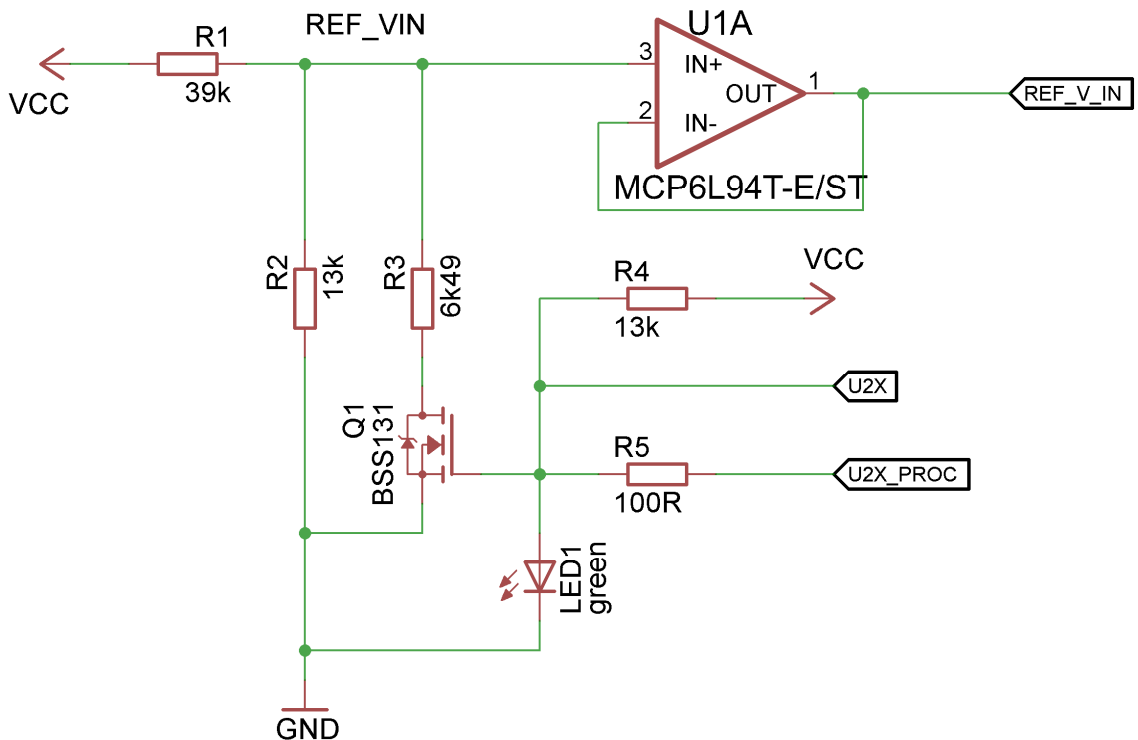 REF_VIN
U1A
R1
39k
VCC
3
IN+
OUT
1
REF_V_IN
2
IN-
MCP6L94T-E/ST
R2
13k
R3
6k49
R4
13k
VCC
U2X
Q1
BSS131
R5
100R
U2X_PROC
LED1
green
GND